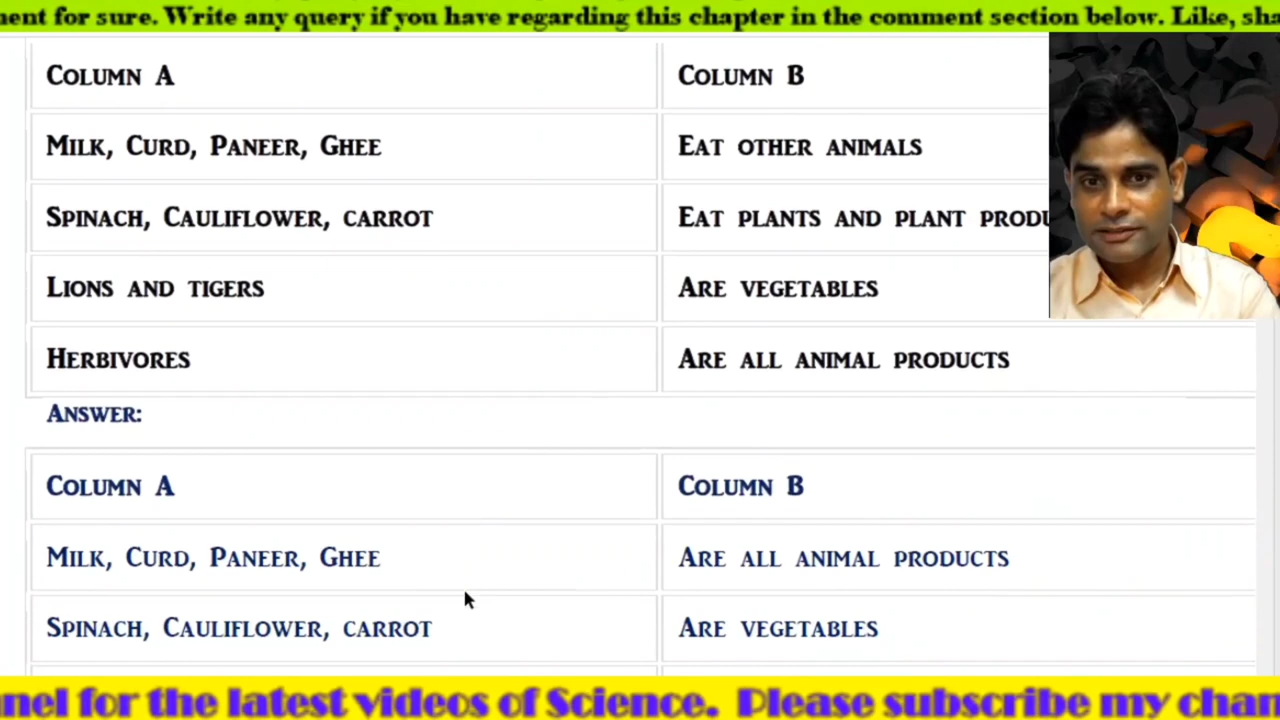 ent for sure. Write any query if you have regarding this chapter in the comment section below. Like, sha
Column A Column B
Milk, Curd, Paneer, Ghee Eat other animals
Spinach, Cauliflower, carrot Eat plants and plant produ
Lions and tigers Are vegetables
Herbivores Are all animal products
Answer:
Column A Column B
Milk, Curd, Paneer, Ghee Are all animal products
Spinach, Cauliflower, carrot Are vegetables
nel for the latest videos of Science. Please subscribe my chan